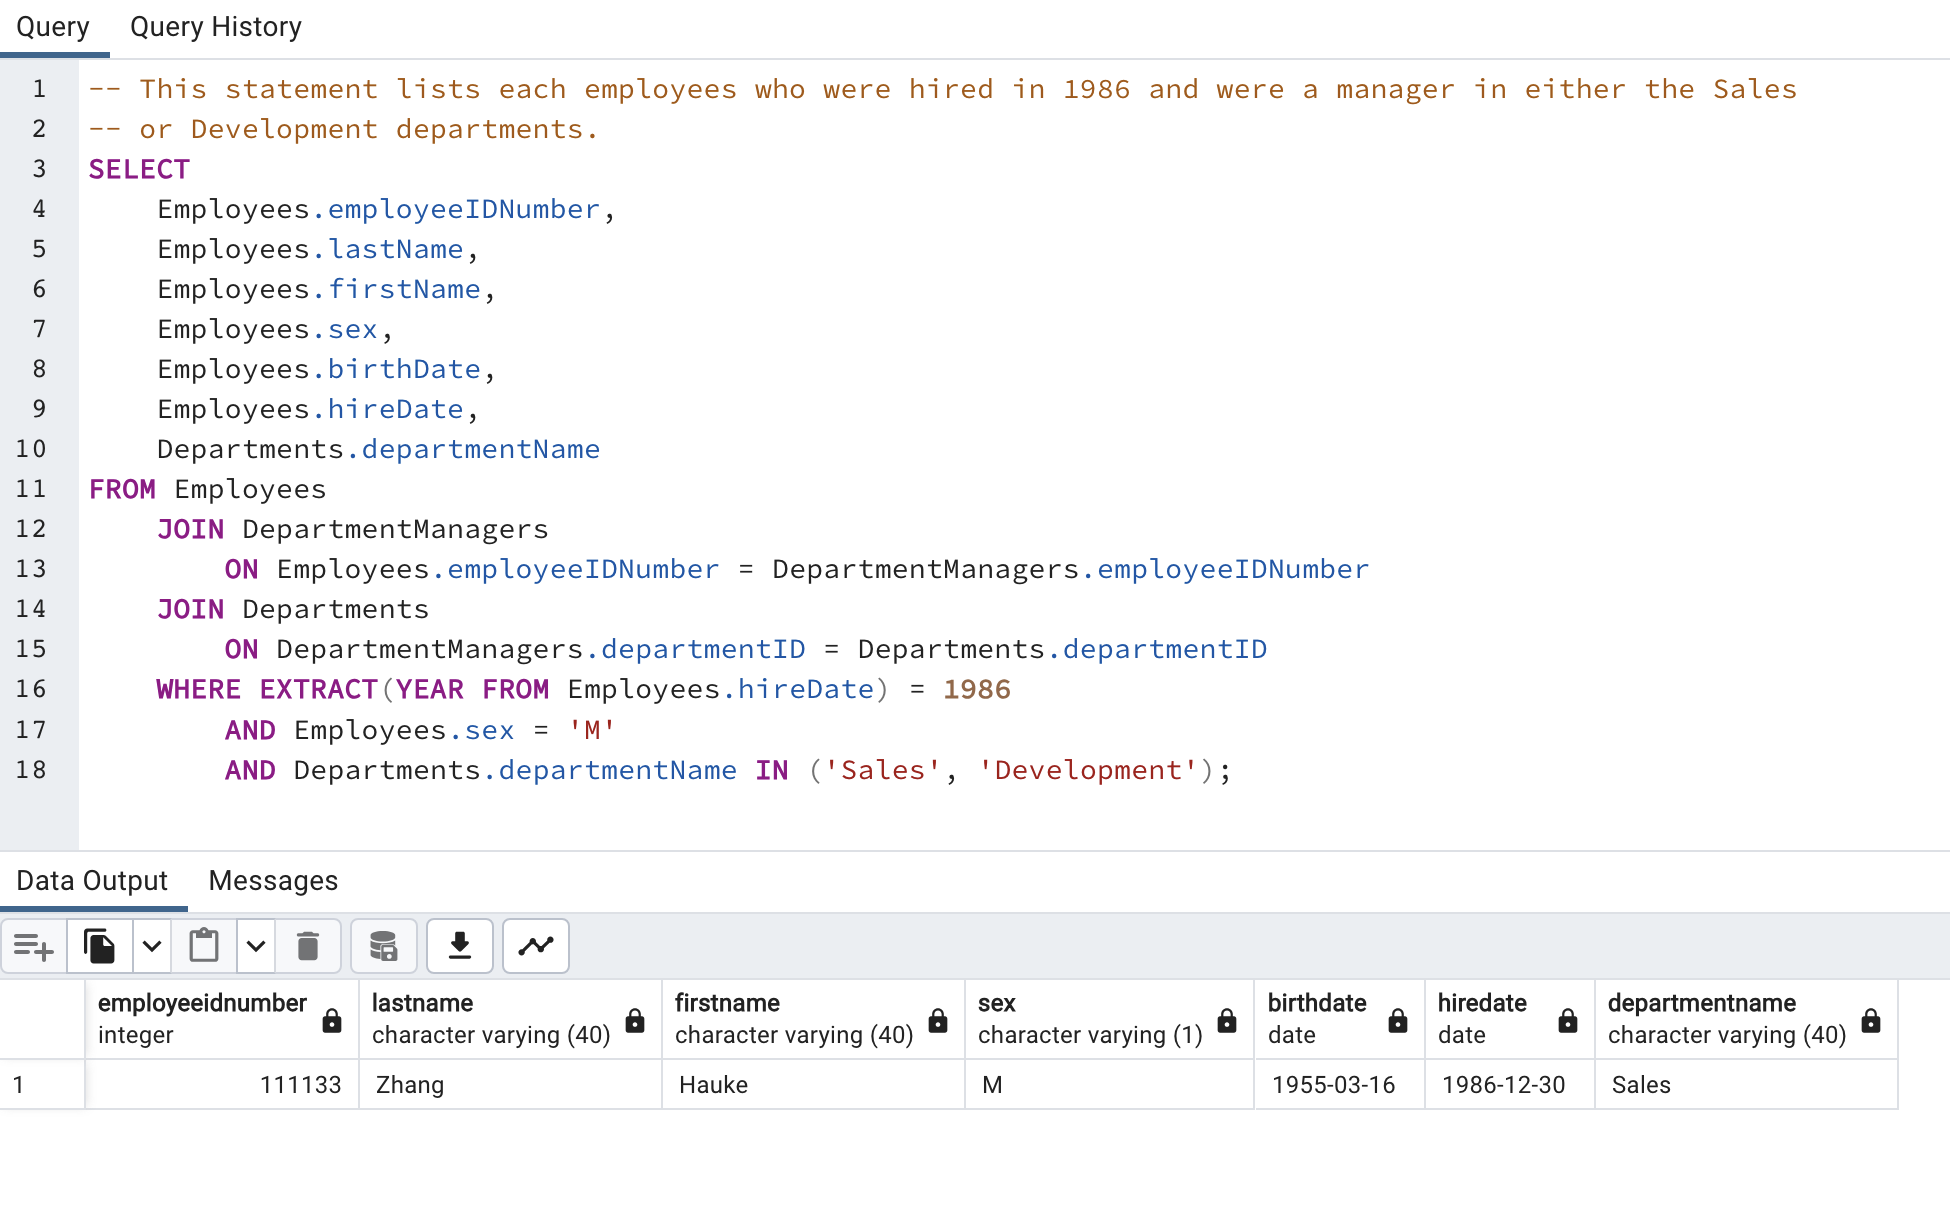 Query Query History
1 -- This statement lists each employees who were hired in 1986 and were a manager in either the Sales
2 -- or Development departments.
3 SELECT
4 Employees.employeeIDNumber,
5 Employees.lastName,
6 Employees.firstName,
7 Employees.sex,
8 Employees.birthDate,
9 Employees.hireDate,
10 Departments.departmentName
11 FROM Employees
12 JOIN DepartmentManagers
13 ON Employees.employeeIDNumber = DepartmentManagers.employeeIDNumber
14 JOIN Departments
15 ON DepartmentManagers.departmentID = Departments.departmentID
16 WHERE EXTRACT(YEAR FROM Employees.hireDate) = 1986
17 AND Employees.sex = 'M'
18 AND Departments.departmentName IN ('Sales', 'Development');
Data Output Messages
employeeidnumber lastname firstname sex birthdate hiredate departmentname
integer character varying (40) character varying (40) character varying (1) date date character varying (40)
1 111133 Zhang Hauke M 1955-03-16 1986-12-30 Sales